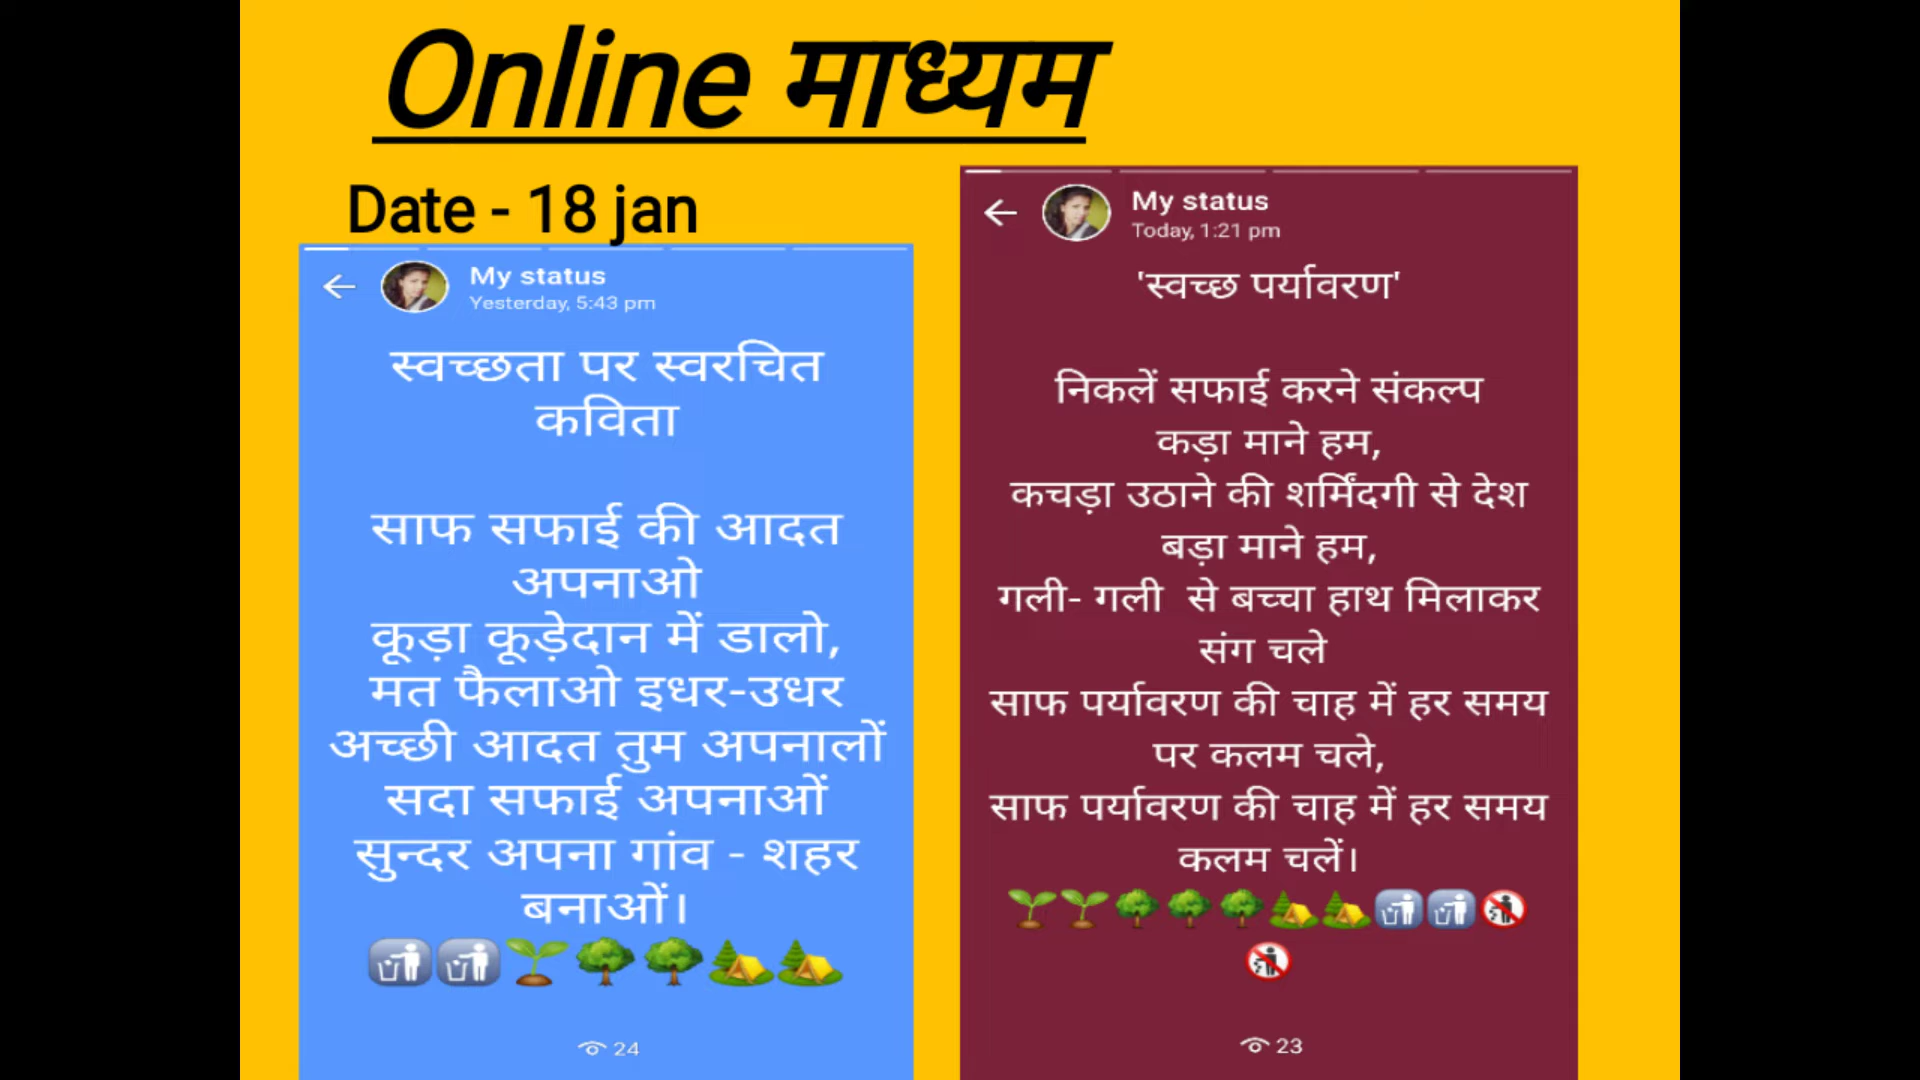 Online माध्यम
Date - 18 jan
My status
Yesterday, 5:43 pm
स्वच्छता पर स्वरचित
कविता
साफ सफाई की आदत
अपनाओ
कूड़ा कूड़ेदान में डालो,
मत फैलाओ इधर-उधर
अच्छी आदत तुम अपनालों
सदा सफाई अपनाओं
सुन्दर अपना गांव - शहर
बनाओं।
24
My status
Today, 1:21 pm
'स्वच्छ पर्यावरण'
निकलें सफाई करने संकल्प
कड़ा माने हम,
कचड़ा उठाने की शर्मिंदगी से देश
बड़ा माने हम,
गली- गली से बच्चा हाथ मिलाकर
संग चले
साफ पर्यावरण की चाह में हर समय
पर कलम चले,
साफ पर्यावरण की चाह में हर समय
कलम चलें।
23